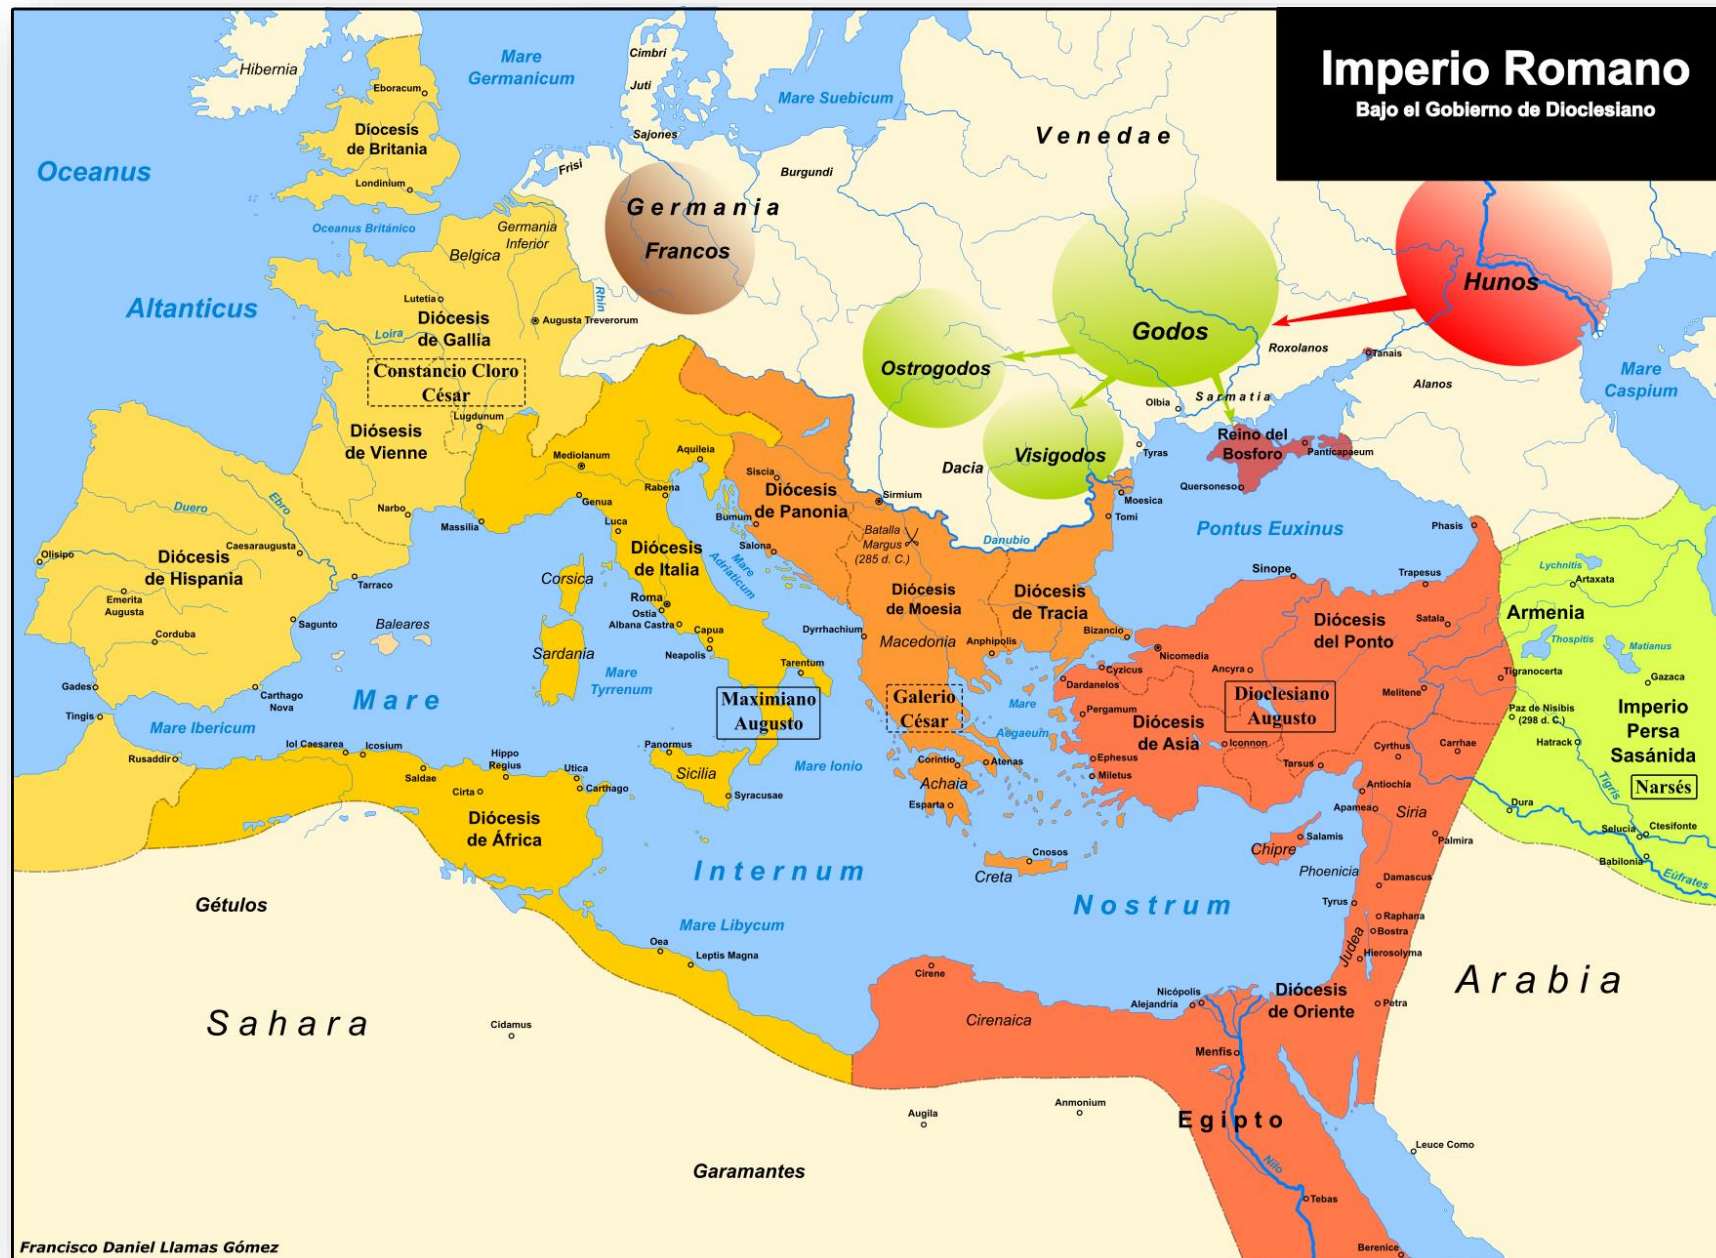 Imperio Romano
Bajo el Gobierno de Dioclesiano
Hibernia
Eboracum
Díocesis
de Britania
Londinium
Oceanus
Oceanus Británico
Altanticus
Mare
Germanicum
Mare Suebicum
Cimbri
Juti
Sajones
Frisi
Burgundi
Venedae
Germania
Francos
Germania
Inferior
Belgica
Rhin
Lutetia
Augusta Treverorum
Diócesis
de Gallia
Loira
Constancio Cloro
César
Lugdunum
Diósesis
de Vienne
Narbo
Massilia
Hunos
Godos
Ostrogodos
Visigodos
Roxolanos
Tanais
Alanos
Sarmatia
Olbia
Tyras
Dacia
Mare
Caspium
Reino del
Bosforo
Panticapaeum
Quersoneso
Pontus Euxinus
Phasis
Moesica
Tomi
Danubio
Duero
Ebro
Olisipo
Caesaraugusta
Diócesis
de Hispania
Emerita
Augusta
Tarraco
Sagunto
Corduba
Baleares
Gades
Carthago
Nova
Tingis
Mare Ibericum
Rusaddir
Mediolanum
Aquileia
Genua
Rabena
Luca
Diócesis
de Italia
Corsica
Roma
Ostia
Albana Castra
Capua
Neapolis
Tarentum
Sardania
Mare
Tyrrenum
Mare
Adriaticum
Maximiano
Augusto
Panormus
Sicilia
Syracusae
Mare Ionio
Siscia
Sirmium
Diócesis
de Panonia
Bumum
Salona
Batalla
Margus
(285 d. C.)
Diócesis
de Moesia
Diócesis
de Tracia
Dyrrhachium
Macedonia
Anphipolis
Bizancio
Galerio
César
Mare
Aegaeum
Corintio
Atenas
Achaia
Esparta
Cnosos
Creta
Sinope
Trapesus
Diócesis
del Ponto
Satala
Nicomedia
Cyzicus
Dardanelos
Ancyra
Melitene
Pergamum
Dioclesiano
Augusto
Diócesis
de Asia
Iconnon
Ephesus
Miletus
Tarsus
Cyrthus
Carrhae
Antiochia
Apamea
Siria
Salamis
Chipre
Palmira
Phoenicia
Damascus
Tyrus
Raphana
Bostra
Judea
Hierosolyma
Petra
Lychnitis
Artaxata
Armenia
Thospitis
Matianus
Tigranocerta
Gazaca
Paz de Nisibis
(298 d. C.)
Hatrack
Imperio
Persa
Sasánida
Narsés
Tigris
Dura
Selucia
Ctesifonte
Babilonia
Eúfrates
Mare
Internum
Nostrum
Iol Caesarea
Icosium
Saldae
Hippo
Regius
Utica
Carthago
Cirta
Diócesis
de África
Gétulos
Mare Libycum
Oea
Leptis Magna
Sahara
Cidamus
Cirene
Cirenaica
Nicópolis
Alejandria
Diócesis
de Oriente
Menfis
Arabia
Augila
Anmonium
Egipto
Nilo
Leuce Como
Garamantes
Tebas
Berenice
Francisco Daniel Llamas Gómez